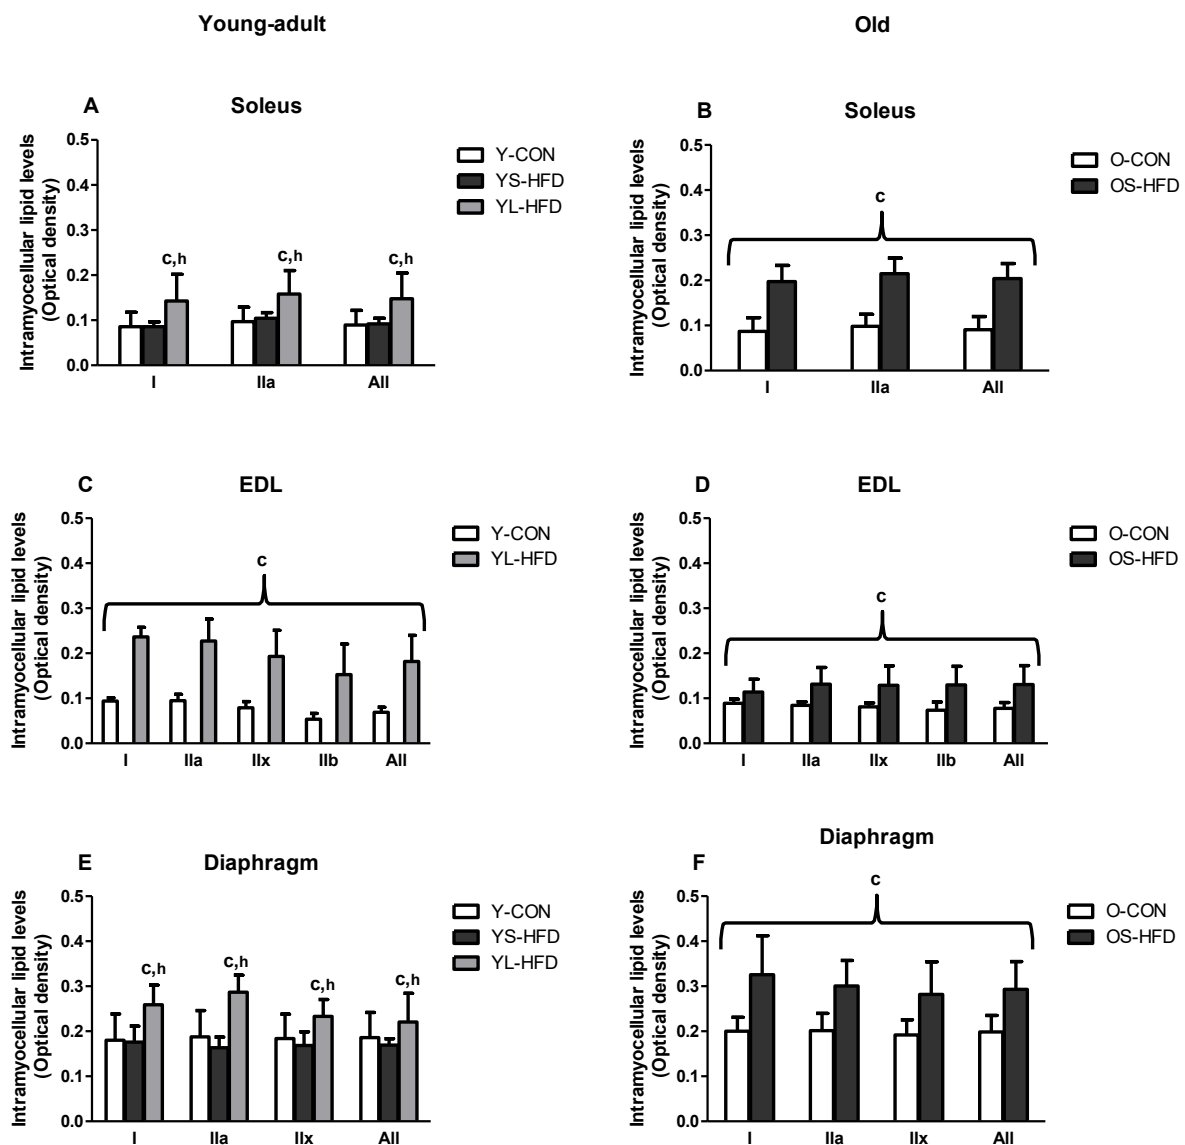 Young-adult
Old
A
Soleus
Intramyocellular lipid levels
(Optical density)
0.5
0.4
0.3
0.2
0.1
0.0
c,h
c,h
c,h
I
IIa
All
Y-CON
YS-HFD
YL-HFD
B
Soleus
Intramyocellular lipid levels
(Optical density)
0.5
0.4
0.3
0.2
0.1
0.0
c
I
IIa
All
O-CON
OS-HFD
C
EDL
Intramyocellular lipid levels
(Optical density)
0.5
0.4
0.3
0.2
0.1
0.0
c
I
IIa
IIx
IIb
All
Y-CON
YL-HFD
D
EDL
Intramyocellular lipid levels
(Optical density)
0.5
0.4
0.3
0.2
0.1
0.0
c
I
IIa
IIx
IIb
All
O-CON
OS-HFD
E
Diaphragm
Intramyocellular lipid levels
(Optical density)
0.5
0.4
0.3
0.2
0.1
0.0
c,h
c,h
c,h
c,h
I
IIa
IIx
All
Y-CON
YS-HFD
YL-HFD
F
Diaphragm
Intramyocellular lipid levels
(Optical density)
0.5
0.4
0.3
0.2
0.1
0.0
c
I
IIa
IIx
All
O-CON
OS-HFD